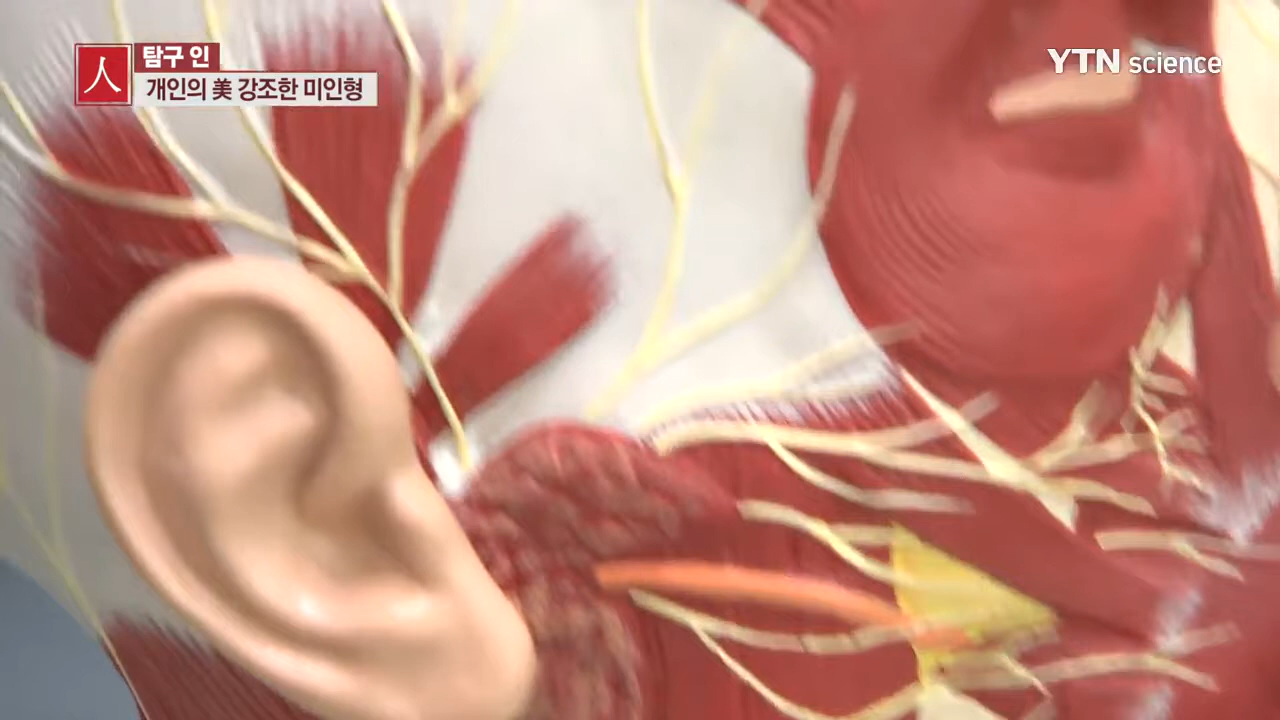 人
탐구 인
개인의 美 강조한 미인형
YTN science